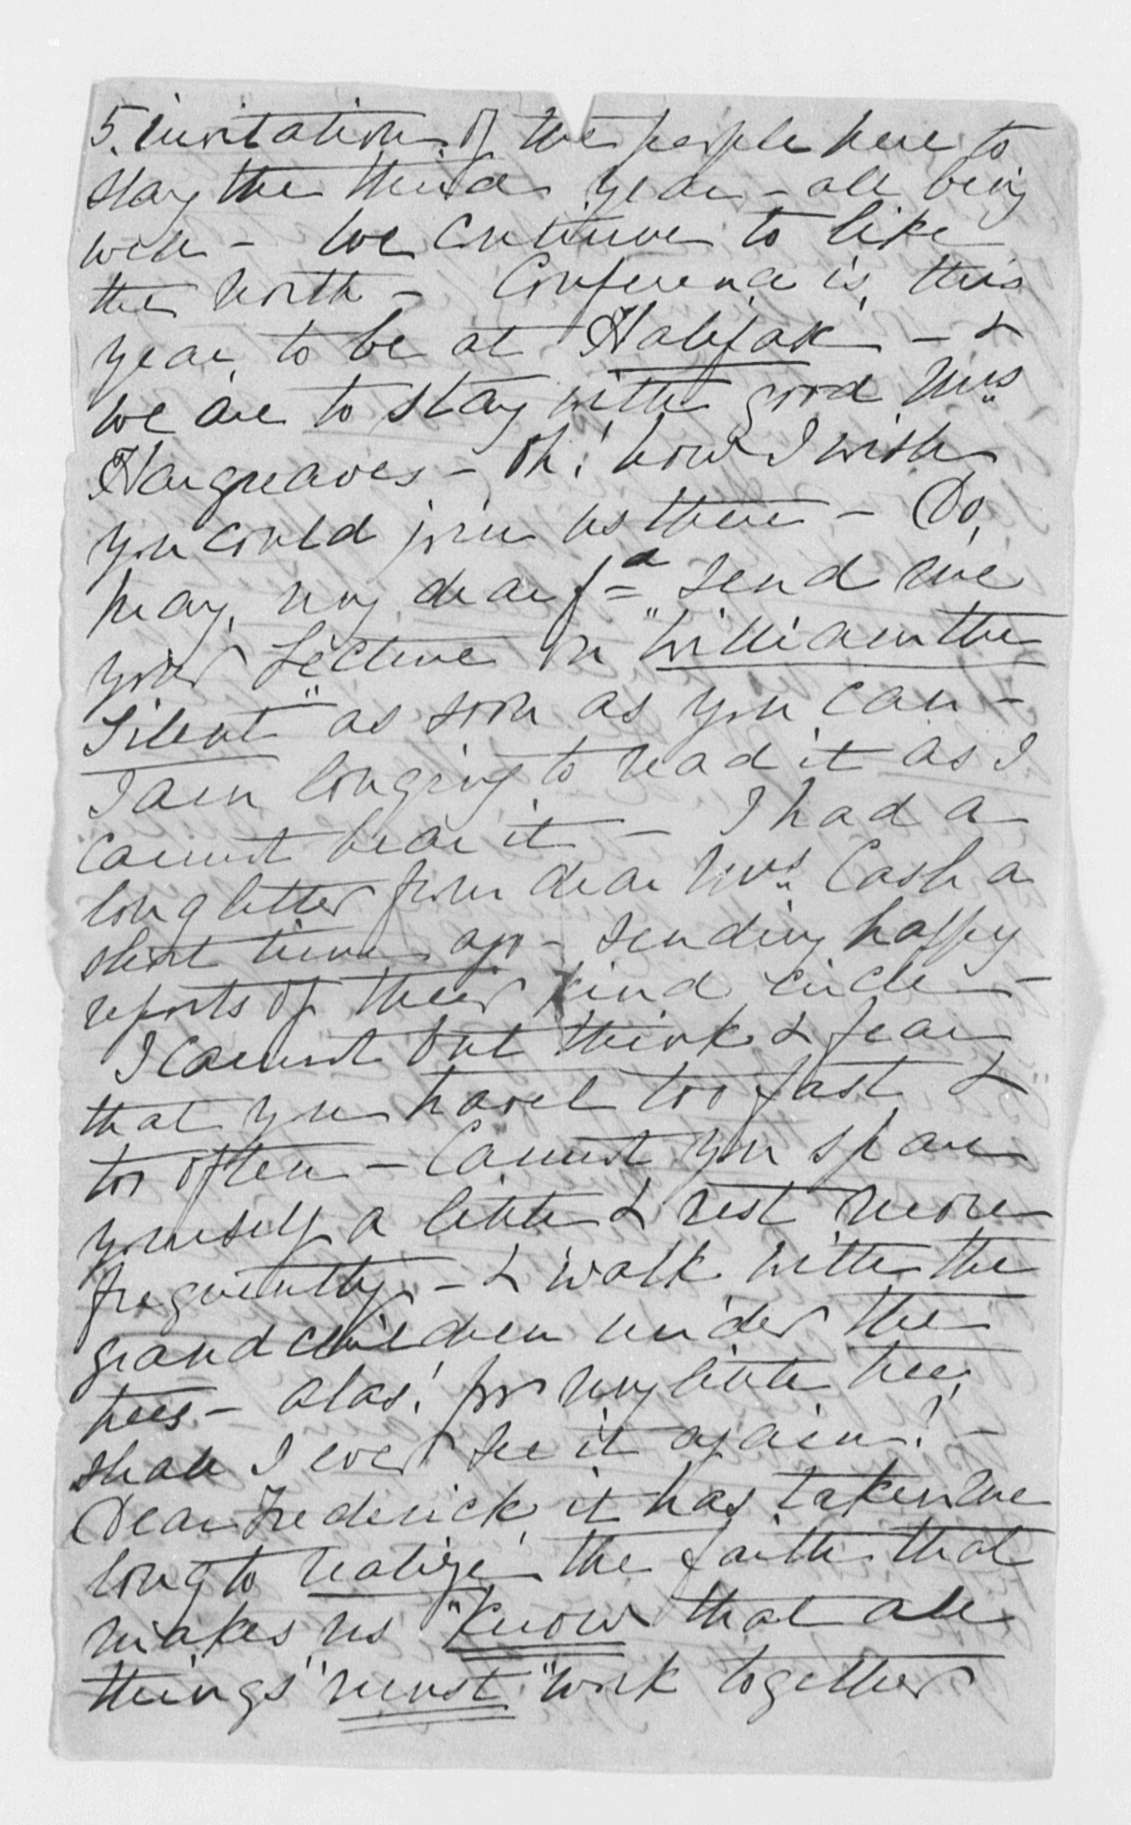 5. invitation of the people here to
stay the third year - all being
well - We continue to like
the North - Conference is, this
year, to be at Halifax - &
we are to stay with good Mrs
Hargreaves - Oh! how I wish
you could join us there - Do,
pray, my dear fd send me
your Lecture on "William the
Silent" as soon as you can -
I am longing to read it as I
cannot hear it - I had a
long letter from dear Mrs. Cash a
short time ago - sending happy
reports of their kind circle -
I cannot but think & fear
that you travel too fast &
too often - Cannot you spare
yourself a little & rest more
frequently - & walk with the
grandchildren under the
trees - alas! for my little tree,
shall I ever see it again! -
Dear Frederick, it has taken me
long to realize the faith that
makes us "know that all
things" must "work together